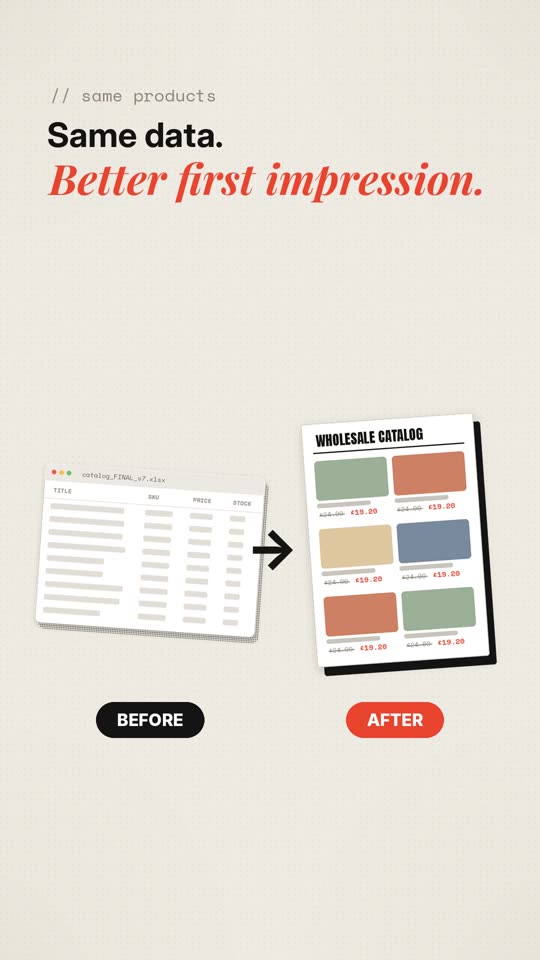 // same products
Same data.
Better first impression.
catalog_FINAL_v7.xlsx
TITLE SKU PRICE STOCK
WHOLESALE CATALOG
€24.00 €19.20 €24.00 €19.20
€24.00 €19.20 €24.00 €19.20
€24.00 €19.20 €24.00 €19.20
BEFORE AFTER